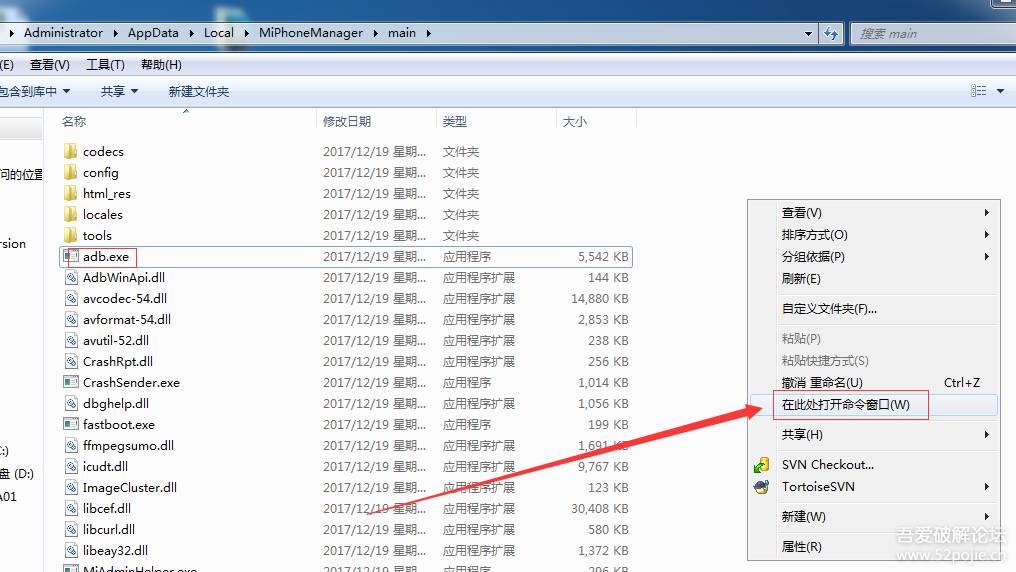 Administrator AppData Local MiPhoneManager main 搜索 main
(E) 查看(V) 工具(T) 帮助(H)
包含到库中 共享 新建文件夹
名称 修改日期 类型 大小
codecs 2017/12/19 星期... 文件夹
config 2017/12/19 星期... 文件夹
html_res 2017/12/19 星期... 文件夹
locales 2017/12/19 星期... 文件夹
tools 2017/12/19 星期... 文件夹
adb.exe 2017/12/19 星期... 应用程序 5,542 KB
AdbWinApi.dll 2017/12/19 星期... 应用程序扩展 144 KB
avcodec-54.dll 2017/12/19 星期... 应用程序扩展 14,880 KB
avformat-54.dll 2017/12/19 星期... 应用程序扩展 2,853 KB
avutil-52.dll 2017/12/19 星期... 应用程序扩展 238 KB
CrashRpt.dll 2017/12/19 星期... 应用程序扩展 256 KB
CrashSender.exe 2017/12/19 星期... 应用程序 1,014 KB
dbghelp.dll 2017/12/19 星期... 应用程序扩展 1,056 KB
fastboot.exe 2017/12/19 星期... 应用程序 199 KB
ffmpegsumo.dll 2017/12/19 星期... 应用程序扩展 1,691 KB
icudt.dll 2017/12/19 星期... 应用程序扩展 9,767 KB
ImageCluster.dll 2017/12/19 星期... 应用程序扩展 123 KB
libcef.dll 2017/12/19 星期... 应用程序扩展 30,408 KB
libcurl.dll 2017/12/19 星期... 应用程序扩展 580 KB
libeay32.dll 2017/12/19 星期... 应用程序扩展 1,372 KB
MiAdminHelper.exe 2017/12/19 星期... 应用程序 296 KB
问的位置
rsion
:)
盘 (D:)
A01
查看(V)
排序方式(O)
分组依据(P)
刷新(E)
自定义文件夹(F)...
粘贴(P)
粘贴快捷方式(S)
撤消 重命名(U) Ctrl+Z
在此处打开命令窗口(W)
共享(H)
SVN Checkout...
TortoiseSVN
新建(W)
属性(R)
吾爱破解论坛
www.52pojie.cn